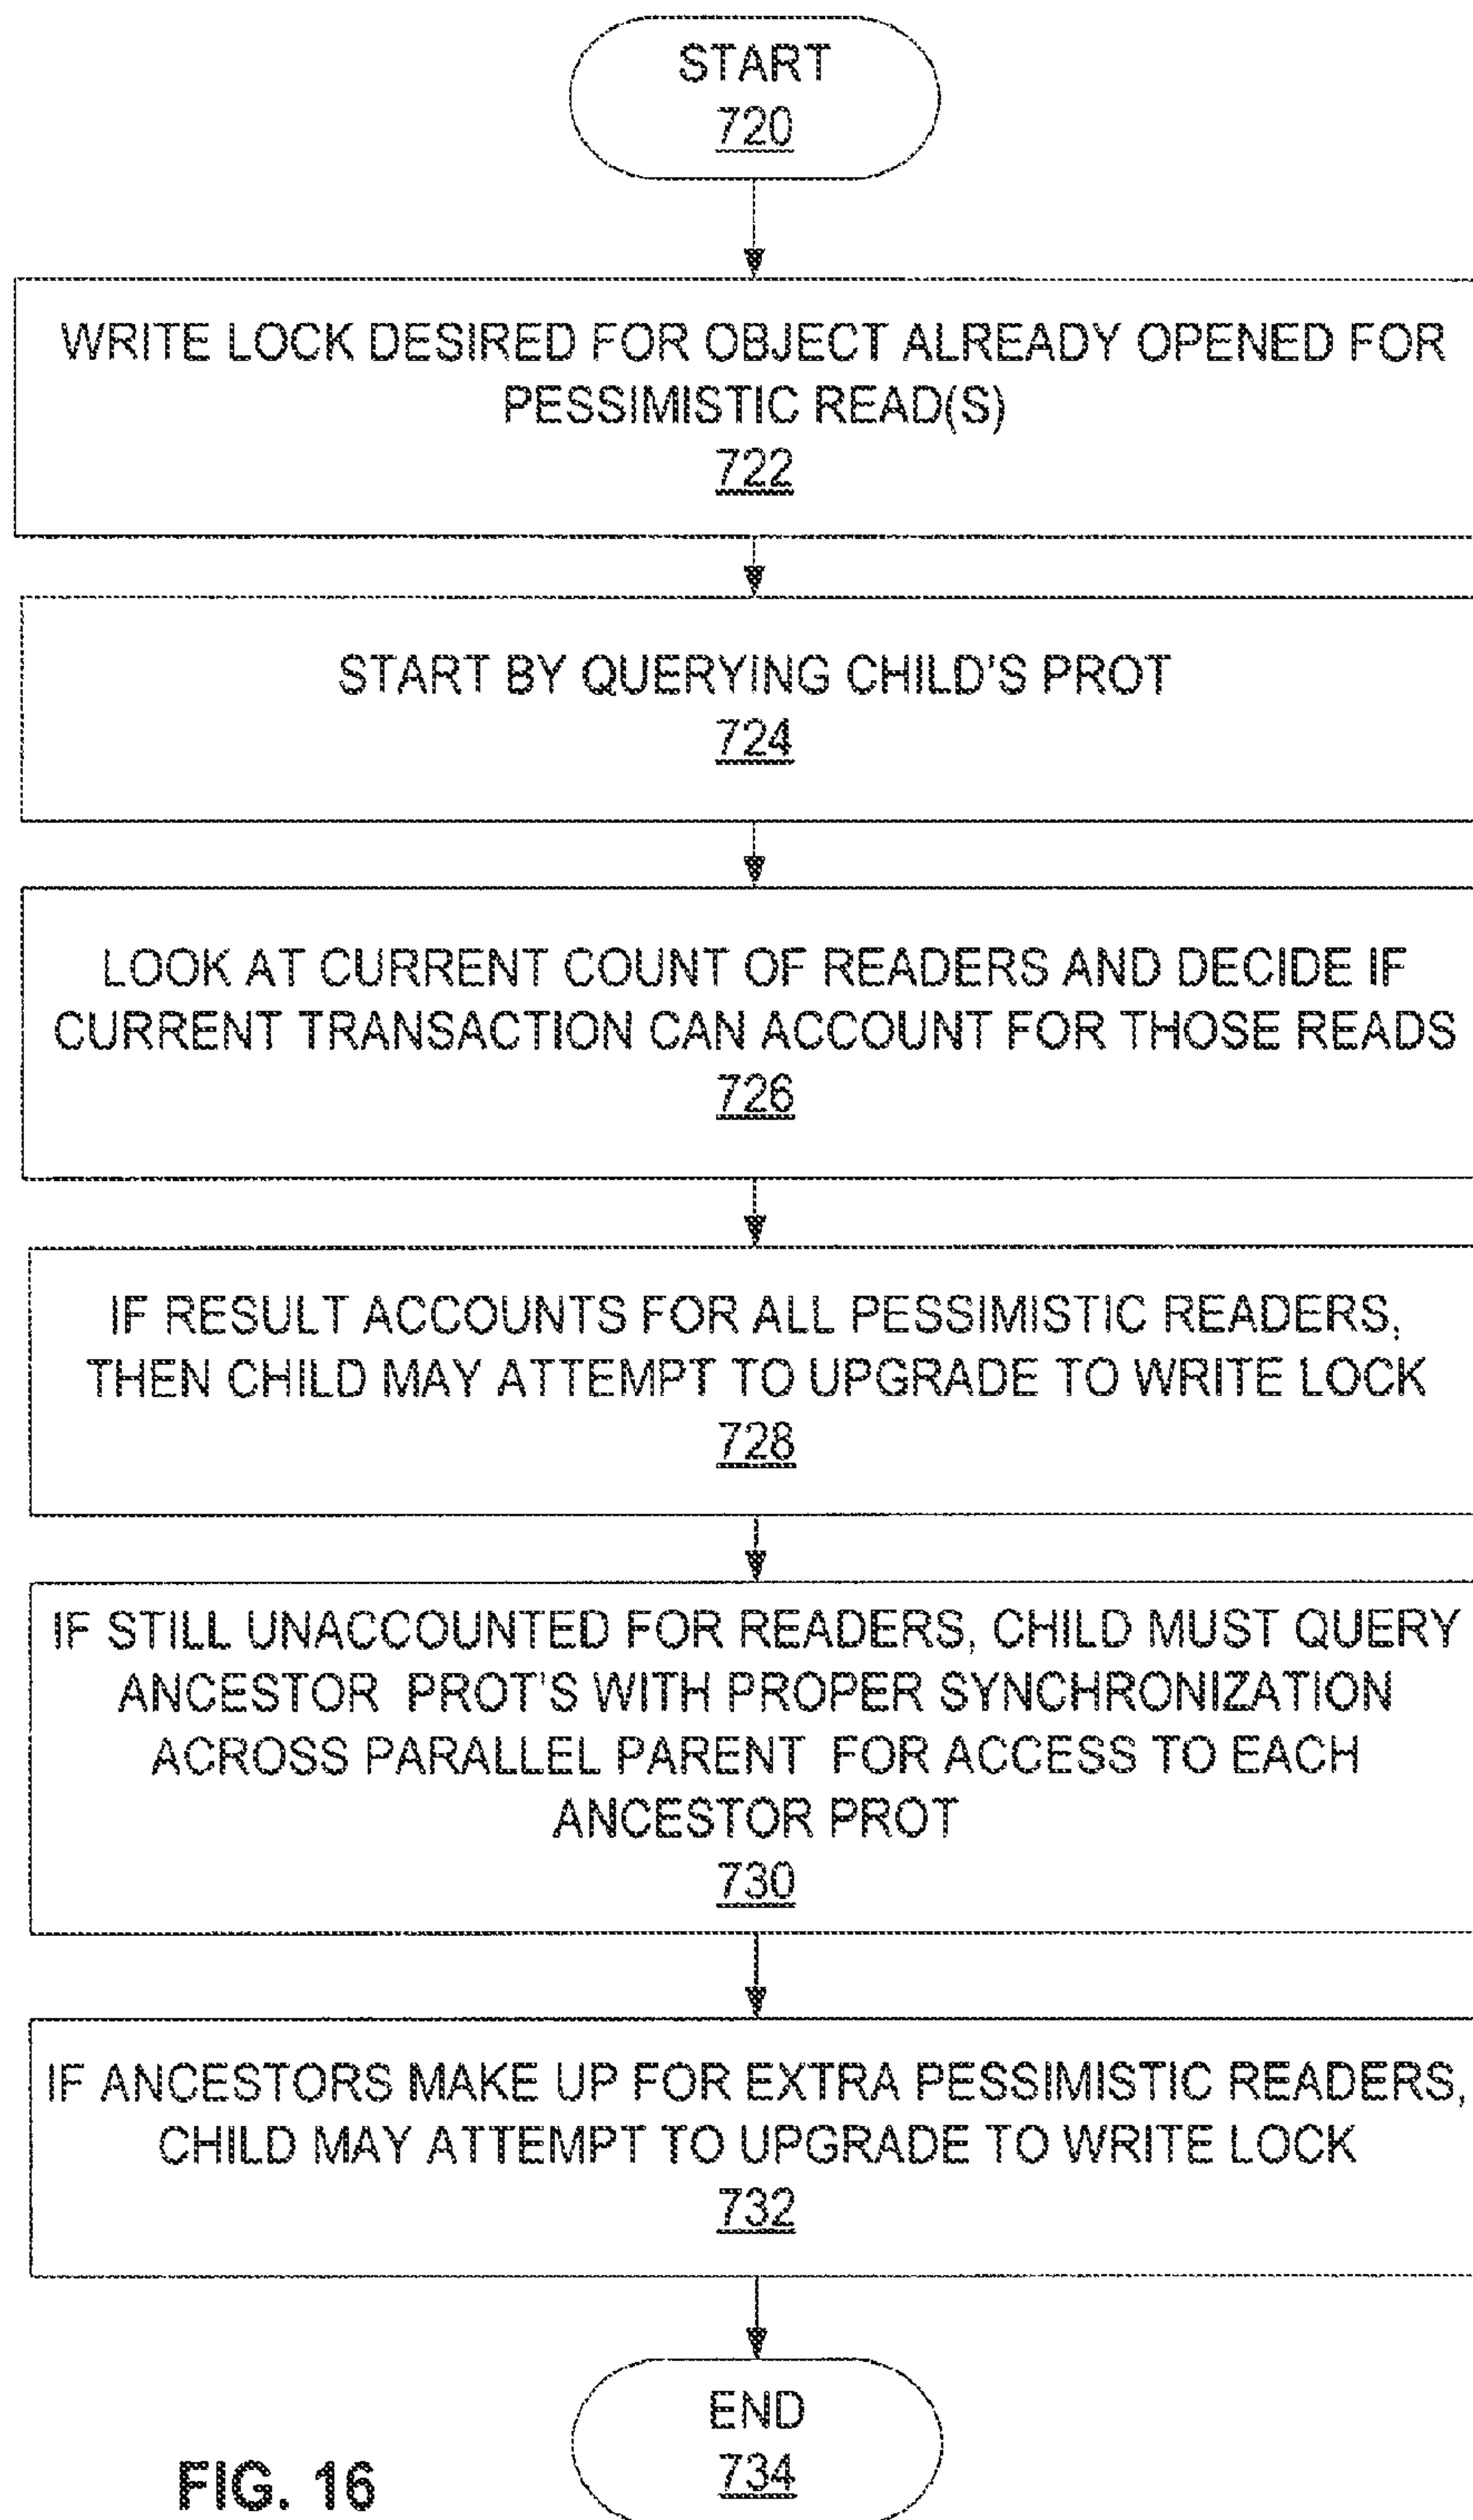 START
720
WRITE LOCK DESIRED FOR OBJECT ALREADY OPENED FOR
PESSIMISTIC READ(S)
722
START BY QUERYING CHILD'S PROT
724
LOOK AT CURRENT COUNT OF READERS AND DECIDE IF
CURRENT TRANSACTION CAN ACCOUNT FOR THOSE READS
726
IF RESULT ACCOUNTS FOR ALL PESSIMISTIC READERS,
THEN CHILD MAY ATTEMPT TO UPGRADE TO WRITE LOCK
728
IF STILL UNACCOUNTED FOR READERS, CHILD MUST QUERY
ANCESTOR PROT'S WITH PROPER SYNCHRONIZATION
ACROSS PARALLEL PARENT FOR ACCESS TO EACH
ANCESTOR PROT
730
IF ANCESTORS MAKE UP FOR EXTRA PESSIMISTIC READERS,
CHILD MAY ATTEMPT TO UPGRADE TO WRITE LOCK
732
END
734
FIG. 16